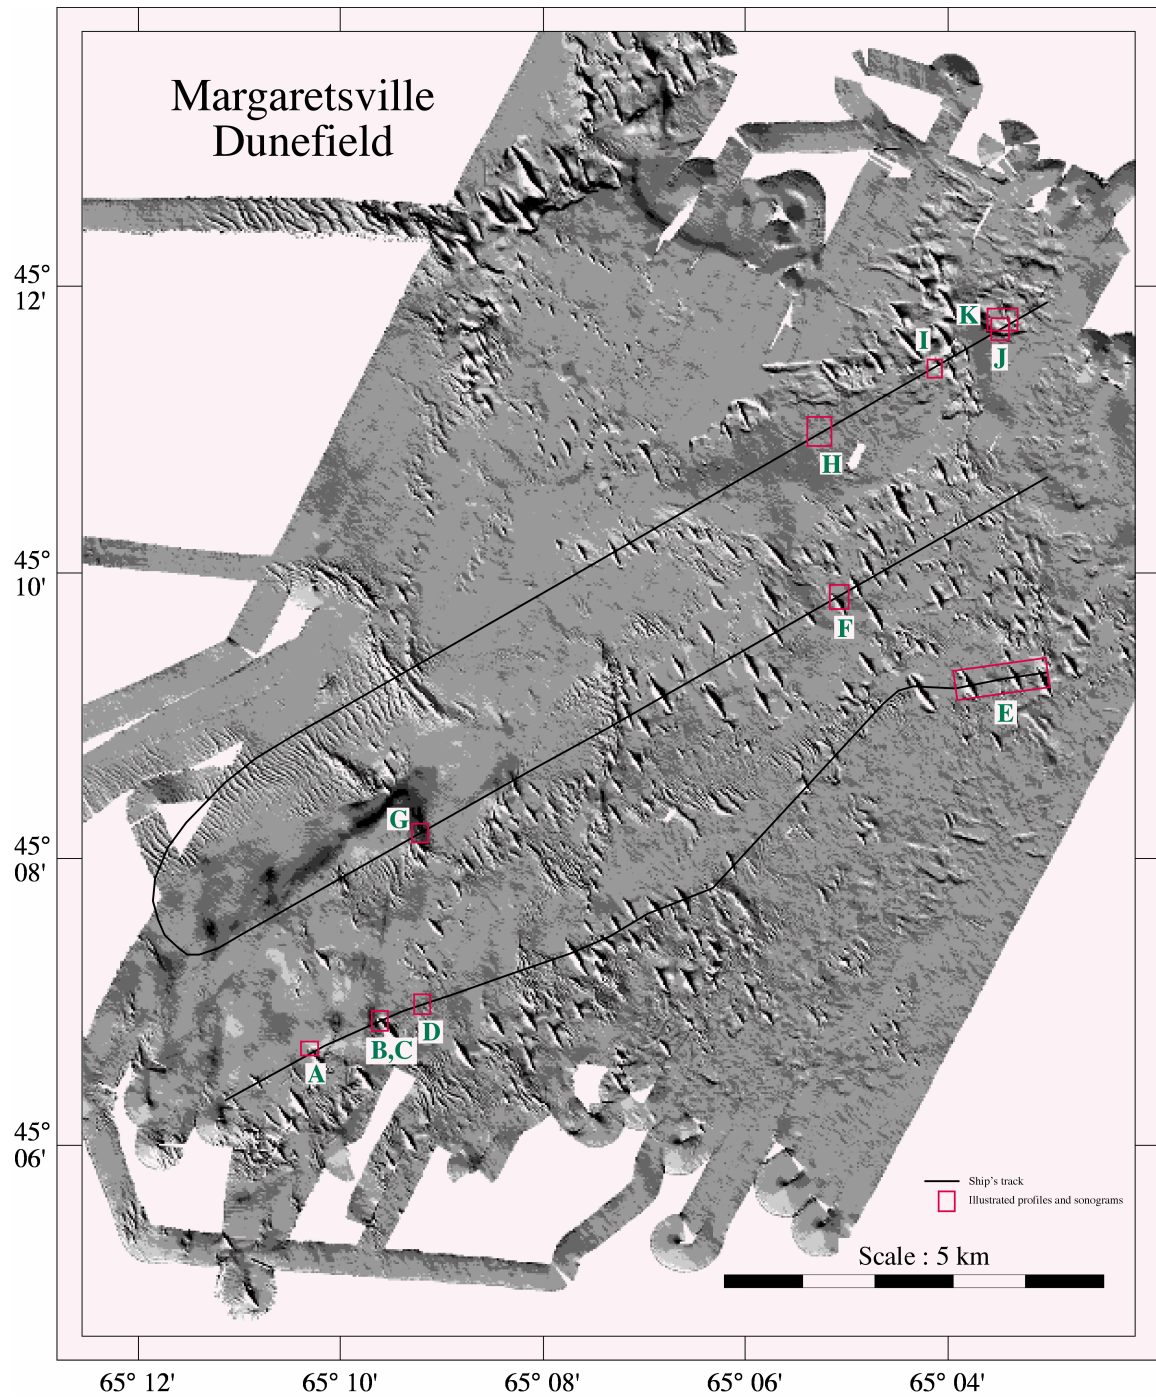 Margaretsville
Dunefield
45°
12'
K
I
J
H
45°
10'
F
E
G
45°
08'
D
B,C
A
45°
06'
Ship's track
Illustrated profiles and sonograms
Scale : 5 km
65° 12'
65° 10'
65° 08'
65° 06'
65° 04'